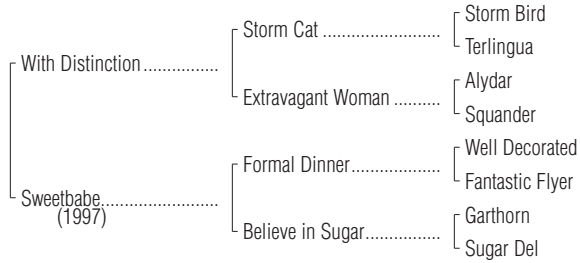 Storm Bird
Storm Cat ........................
Terlingua
With Distinction ...............
Alydar
Extravagant Woman ..........
Squander
Well Decorated
Formal Dinner...................
Fantastic Flyer
Sweetbabe........................
(1997)
Garthorn
Believe in Sugar................
Sugar Del